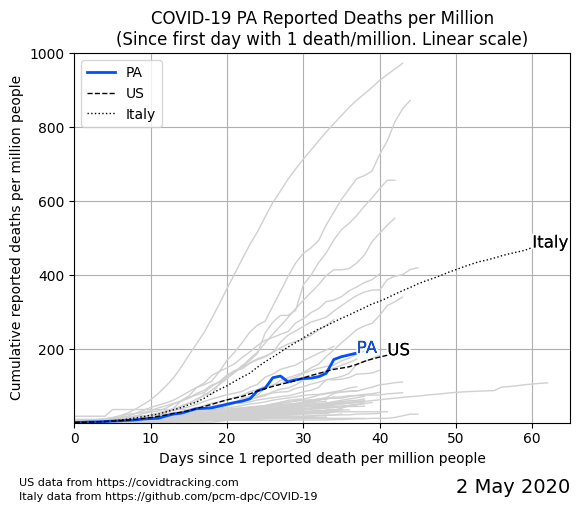 COVID-19 PA Reported Deaths per Million
(Since first day with 1 death/million. Linear scale)
Cumulative reported deaths per million people
1000
800
600
400
200
PA
US
Italy
Italy
PA
US
0
10
20
30
40
50
60
Days since 1 reported death per million people
US data from https://covidtracking.com
Italy data from https://github.com/pcm-dpc/COVID-19
2 May 2020